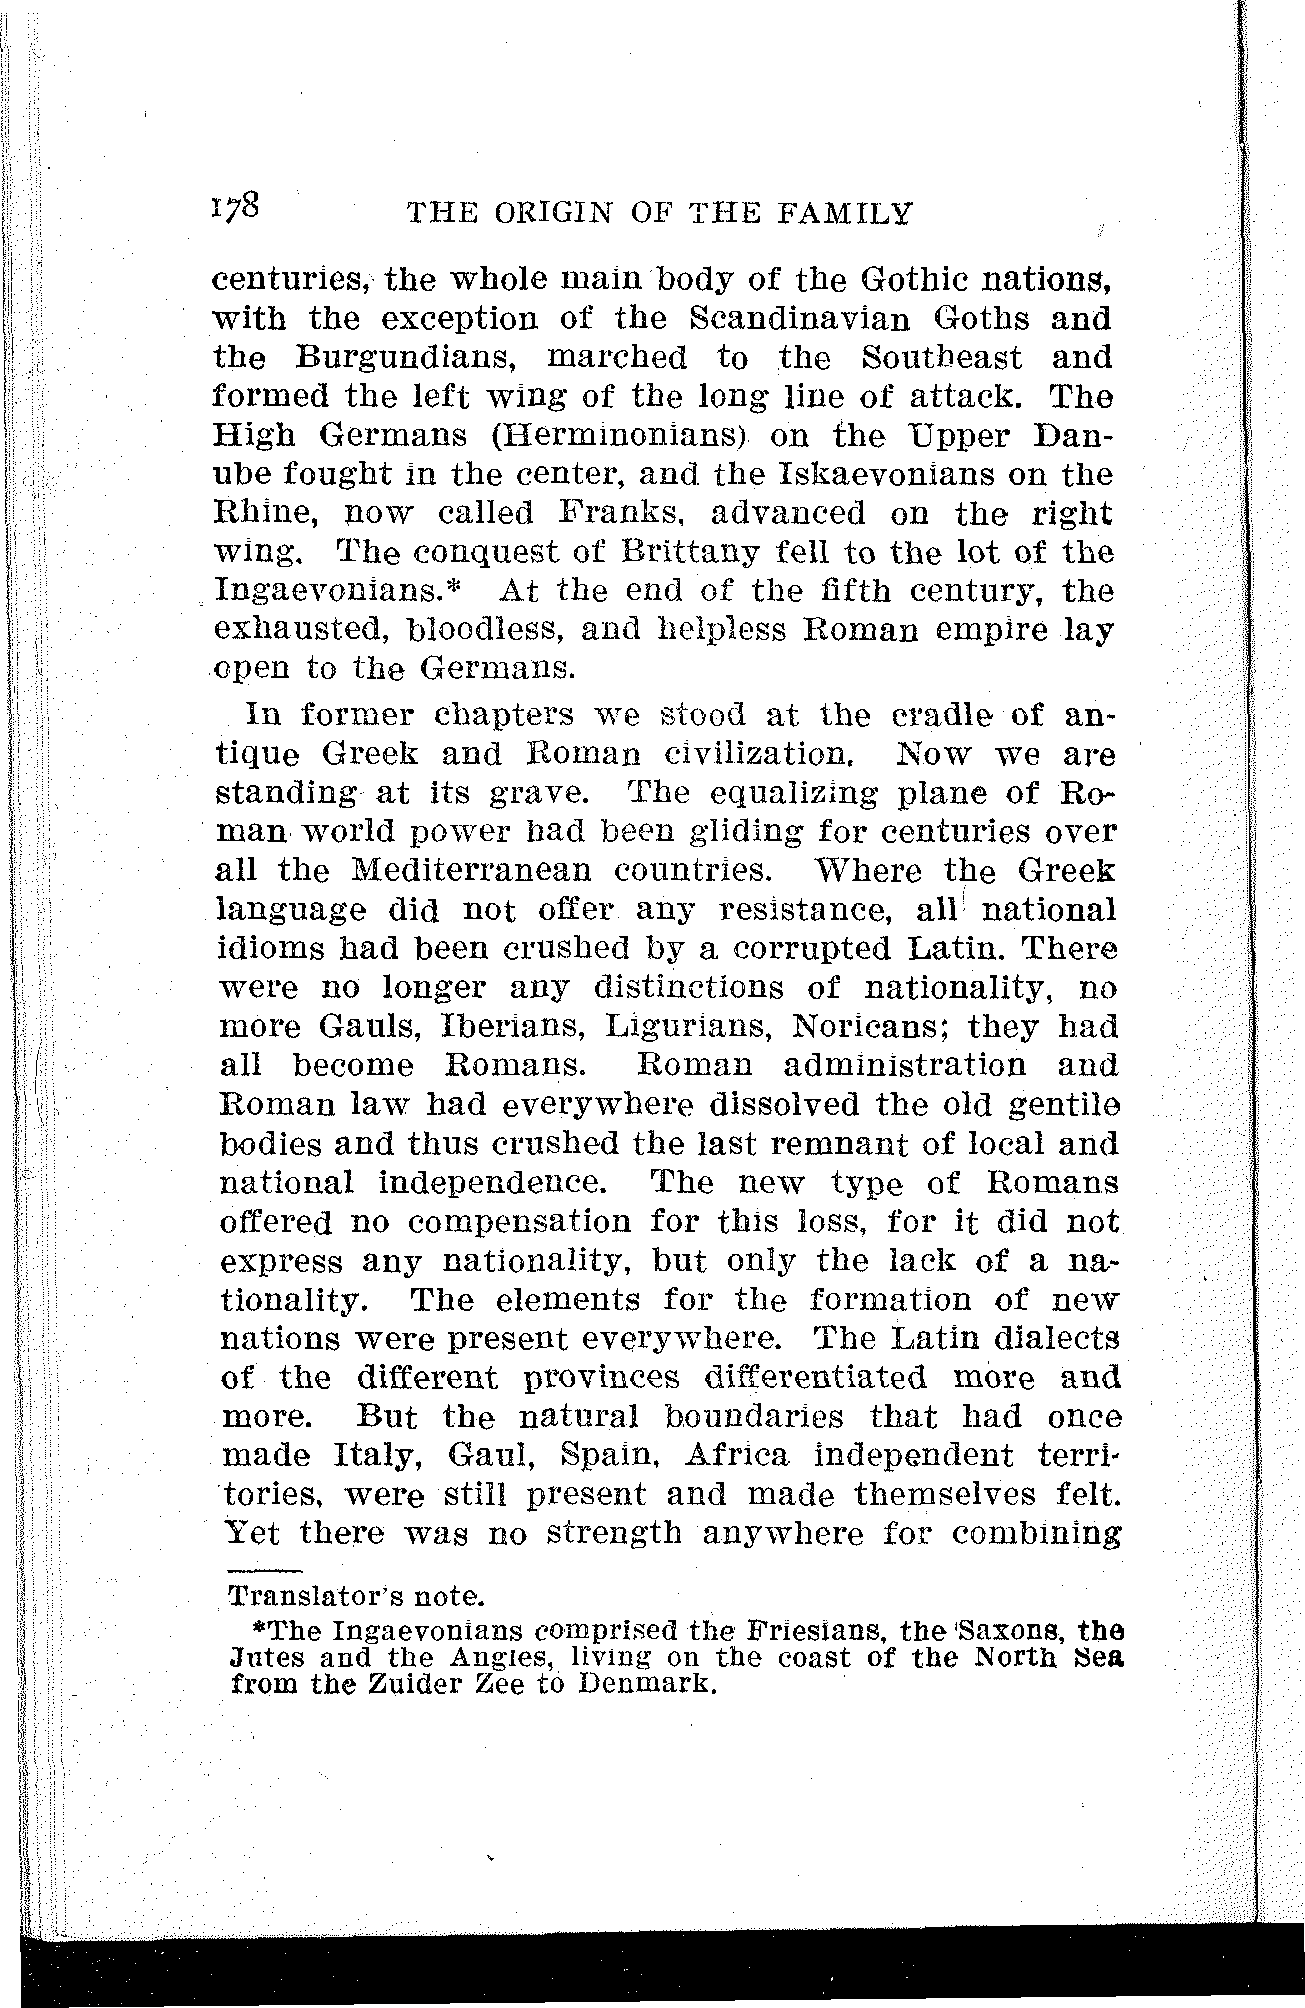 178 THE ORIGIN OF THE FAMILY
centuries, the whole main body of the Gothic nations,
with the exception of the Scandinavian Goths and
the Burgundians, marched to the Southeast and
formed the left wing of the long line of attack. The
High Germans (Herminonians) on the Upper Dan-
ube fought in the center, and the Iskaevonians on the
Rhine, now called Franks, advanced on the right
wing. The conquest of Brittany fell to the lot of the
Ingaevonians.* At the end of the fifth century, the
exhausted, bloodless, and helpless Roman empire lay
open to the Germans.
In former chapters we stood at the cradle of an-
tique Greek and Roman civilization. Now we are
standing at its grave. The equalizing plane of Ro-
man world power had been gliding for centuries over
all the Mediterranean countries. Where the Greek
language did not offer any resistance, all national
idioms had been crushed by a corrupted Latin. There
were no longer any distinctions of nationality, no
more Gauls, Iberians, Ligurians, Noricans; they had
all become Romans. Roman administration and
Roman law had everywhere dissolved the old gentile
bodies and thus crushed the last remnant of local and
national independence. The new type of Romans
offered no compensation for this loss, for it did not
express any nationality, but only the lack of a na-
tionality. The elements for the formation of new
nations were present everywhere. The Latin dialects
of the different provinces differentiated more and
more. But the natural boundaries that had once
made Italy, Gaul, Spain, Africa independent terri-
tories, were still present and made themselves felt.
Yet there was no strength anywhere for combining
Translator's note.
*The Ingaevonians comprised the Friesians, the Saxons, the
Jutes and the Angles, living on the coast of the North Sea
from the Zuider Zee to Denmark.